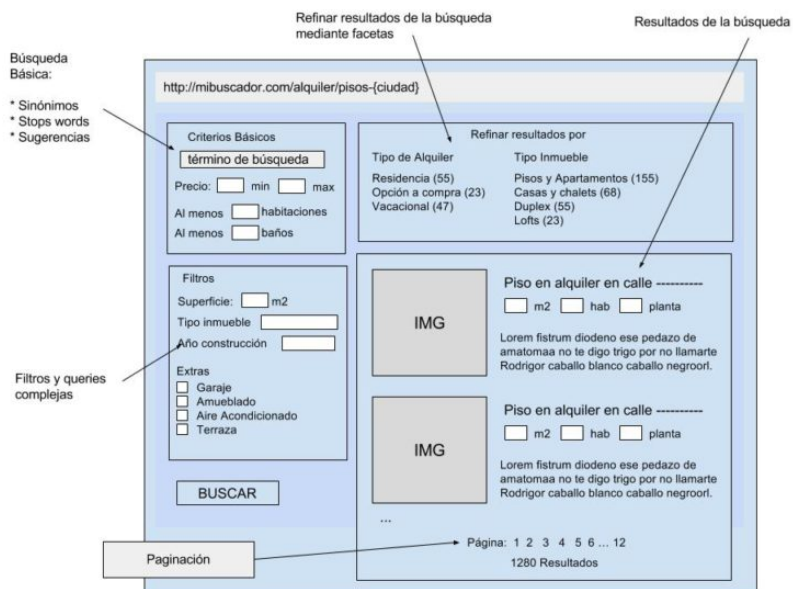 Refinar resultados de la búsqueda
mediante facetas
Resultados de la búsqueda
Búsqueda
Básica:
* Sinónimos
* Stops words
* Sugerencias
http://mibuscador.com/alquiler/pisos-{ciudad}
Criterios Básicos
término de búsqueda
Precio: min max
Al menos habitaciones
Al menos baños
Refinar resultados por
Tipo de Alquiler
Residencia (55)
Opción a compra (23)
Vacacional (47)
Tipo Inmueble
Pisos y Apartamentos (155)
Casas y chalets (68)
Duplex (55)
Lofts (23)
Filtros
Superficie: m2
Tipo inmueble
Año construcción
Extras
Garaje
Amueblado
Aire Acondicionado
Terraza
Filtros y queries
complejas
BUSCAR
IMG
Piso en alquiler en calle ----------
m2 hab planta
Lorem fistrum diodeno ese pedazo de
amatomaa no te digo trigo por no llamarte
Rodrigor caballo blanco caballo negroorl.
IMG
Piso en alquiler en calle ----------
m2 hab planta
Lorem fistrum diodeno ese pedazo de
amatomaa no te digo trigo por no llamarte
Rodrigor caballo blanco caballo negroorl.
...
Paginación
Página: 1 2 3 4 5 6 ... 12
1280 Resultados